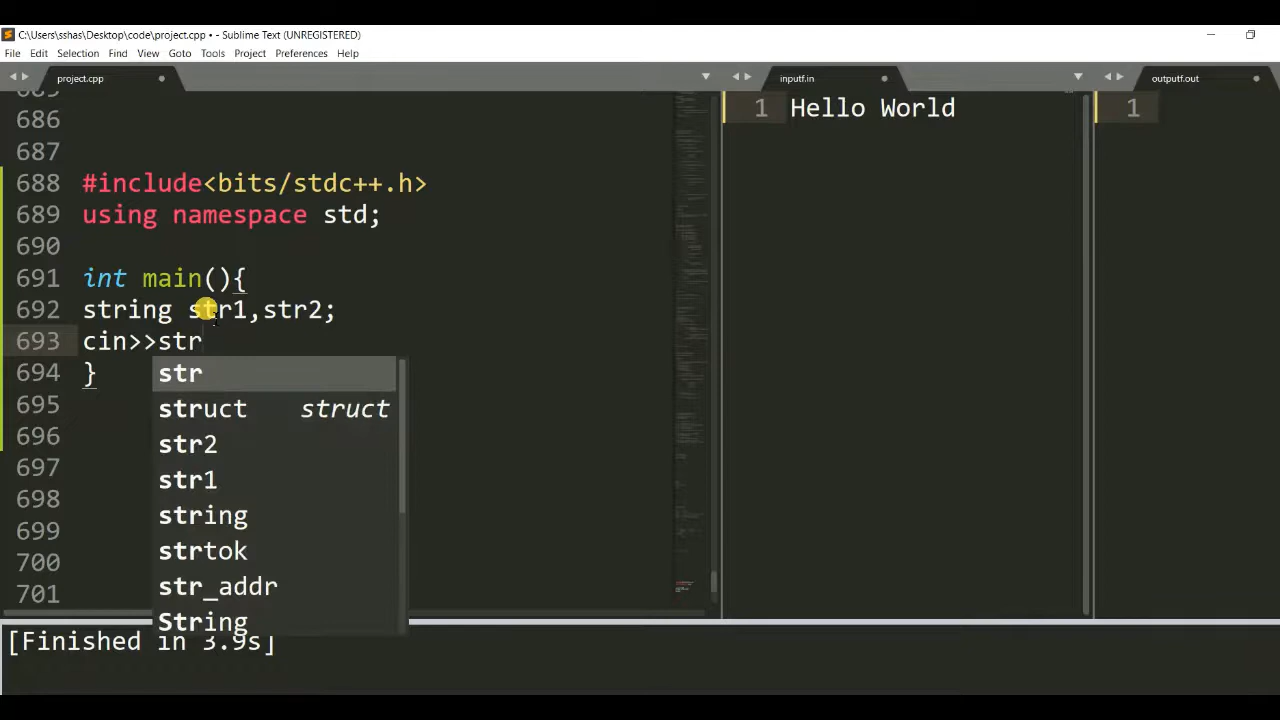 C:\Users\sshas\Desktop\code\project.cpp • - Sublime Text (UNREGISTERED)
File Edit Selection Find View Goto Tools Project Preferences Help
project.cpp
inputf.in
outputf.out
686
687
688 #include<bits/stdc++.h>
689 using namespace std;
690
691 int main(){
692 string str1,str2;
693 cin>>str
694 }
695
696
697
698
699
700
701
str
struct struct
str2
str1
string
strtok
str_addr
String
1 Hello World
1
[Finished in 3.9s]